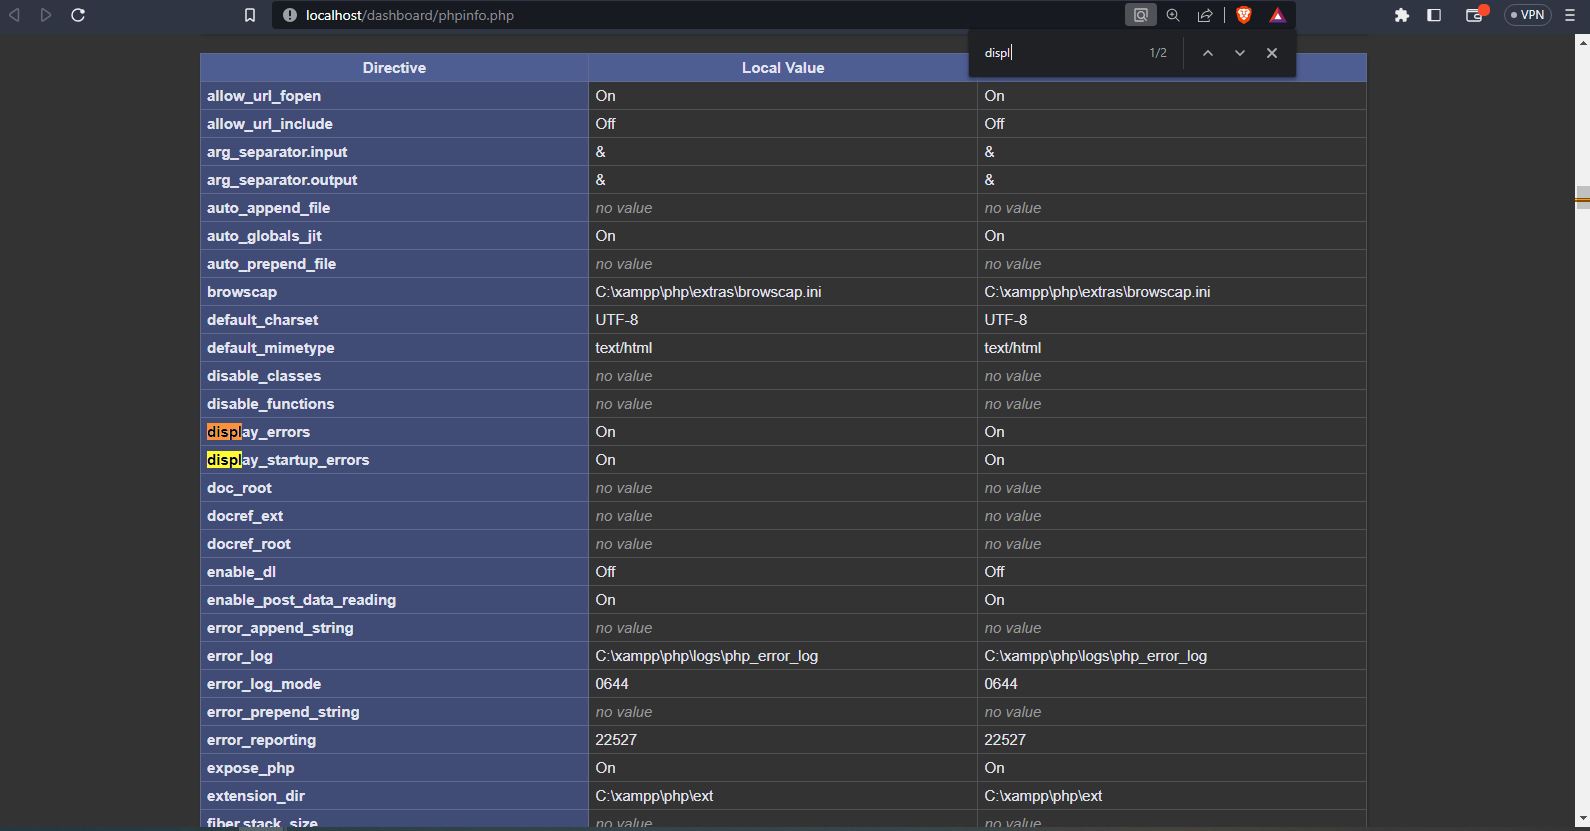 localhost/dashboard/phpinfo.php
VPN
displ 1/2
Directive Local Value
allow_url_fopen On On
allow_url_include Off Off
arg_separator.input & &
arg_separator.output & &
auto_append_file no value no value
auto_globals_jit On On
auto_prepend_file no value no value
browscap C:\xampp\php\extras\browscap.ini C:\xampp\php\extras\browscap.ini
default_charset UTF-8 UTF-8
default_mimetype text/html text/html
disable_classes no value no value
disable_functions no value no value
display_errors On On
display_startup_errors On On
doc_root no value no value
docref_ext no value no value
docref_root no value no value
enable_dl Off Off
enable_post_data_reading On On
error_append_string no value no value
error_log C:\xampp\php\logs\php_error_log C:\xampp\php\logs\php_error_log
error_log_mode 0644 0644
error_prepend_string no value no value
error_reporting 22527 22527
expose_php On On
extension_dir C:\xampp\php\ext C:\xampp\php\ext
fiber.stack_size no value no value